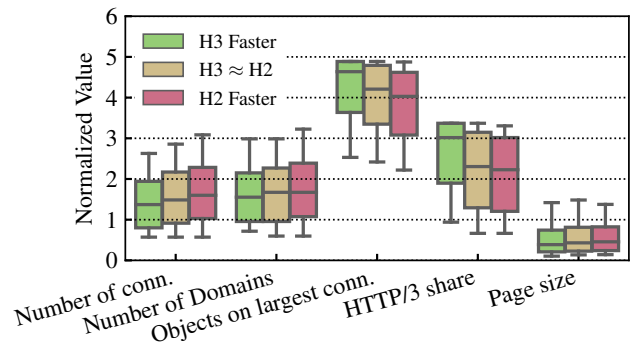 6
5
4
3
2
1
0
Normalized Value
H3 Faster
H3 ≈ H2
H2 Faster
Number of conn.
Number of Domains
Objects on largest conn.
HTTP/3 share
Page size